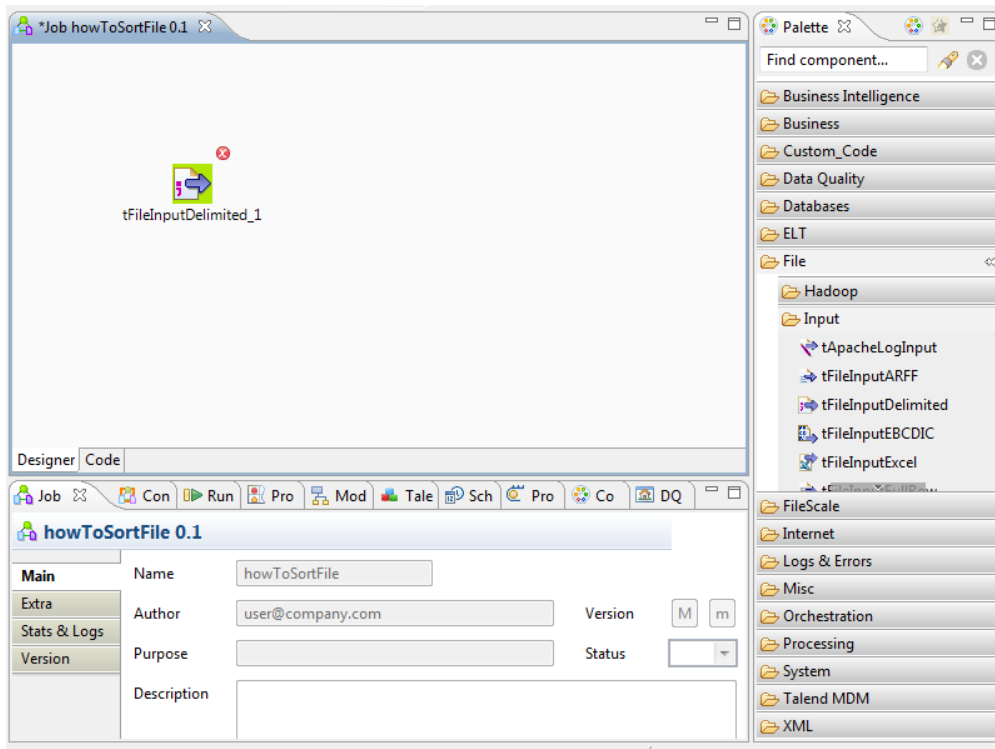 *Job howToSortFile 0.1
tFileInputDelimited_1
Designer Code
Job Con Run Pro Mod Tale Sch Pro Co DQ
howToSortFile 0.1
Main
Extra
Stats & Logs
Version
Name howToSortFile
Author user@company.com Version M m
Purpose Status
Description
Palette
Find component...
Business Intelligence
Business
Custom_Code
Data Quality
Databases
ELT
File
Hadoop
Input
tApacheLogInput
tFileInputARFF
tFileInputDelimited
tFileInputEBCDIC
tFileInputExcel
FileScale
Internet
Logs & Errors
Misc
Orchestration
Processing
System
Talend MDM
XML